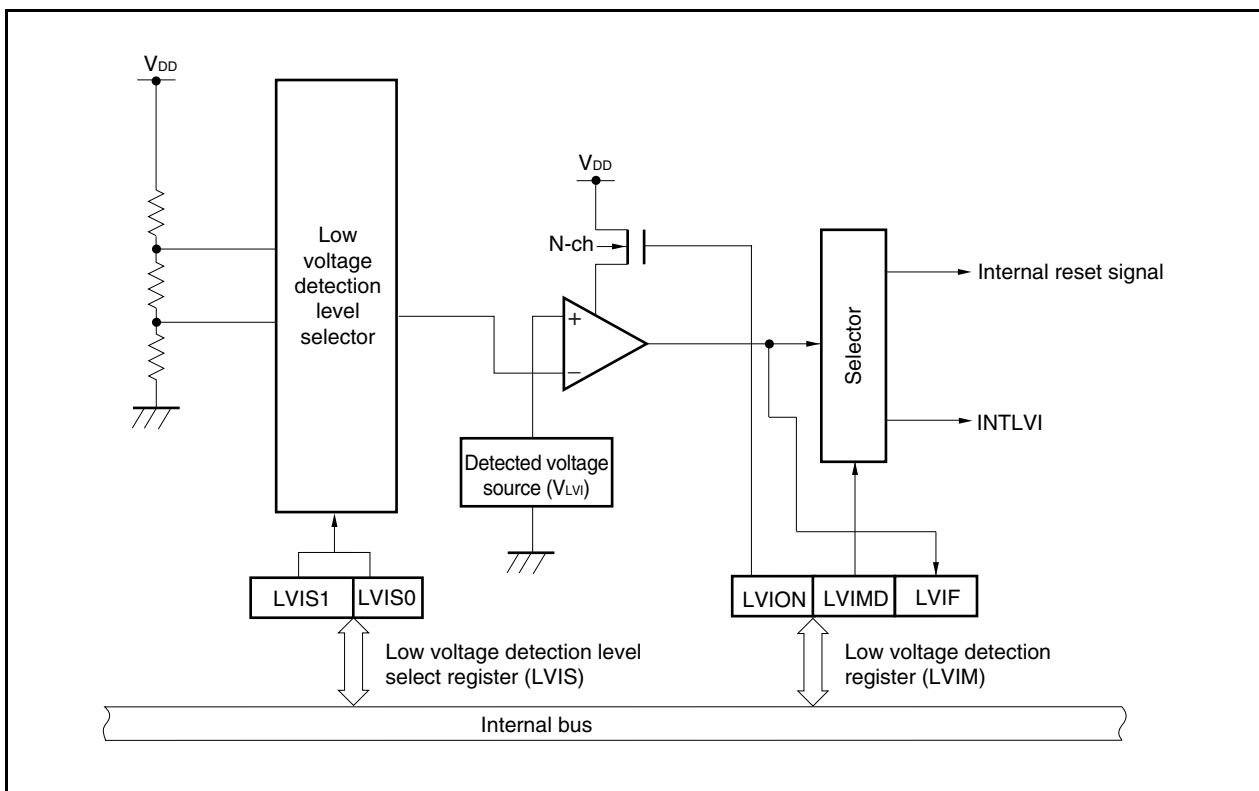 VDD
Low
voltage
detection
level
selector
VDD
N-ch
+
−
Detected voltage
source (VLVI)
Selector
Internal reset signal
INTLVI
LVIS1 LVIS0
LVION LVIMD LVIF
Low voltage detection level
select register (LVIS)
Low voltage detection
register (LVIM)
Internal bus